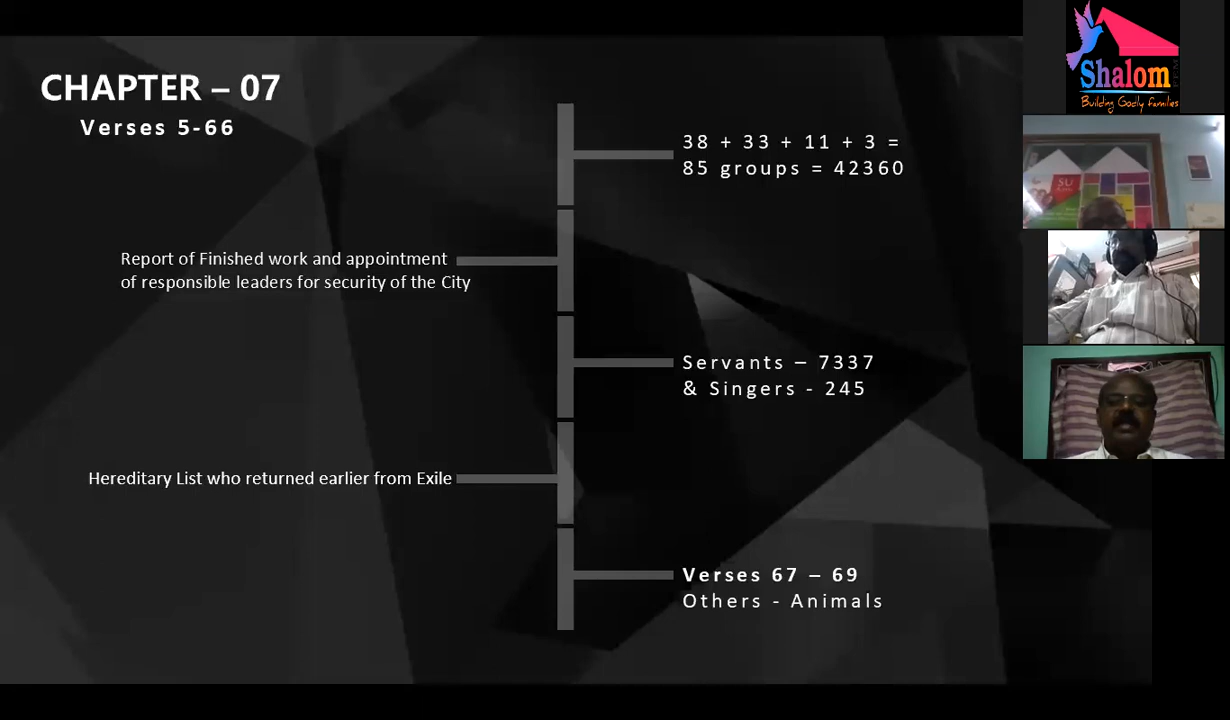 CHAPTER – 07
Verses 5-66
38 + 33 + 11 + 3 =
85 groups = 42360
Report of Finished work and appointment
of responsible leaders for security of the City
Servants – 7337
& Singers - 245
Hereditary List who returned earlier from Exile
Verses 67 – 69
Others - Animals
Shalom
Building Godly families
SU